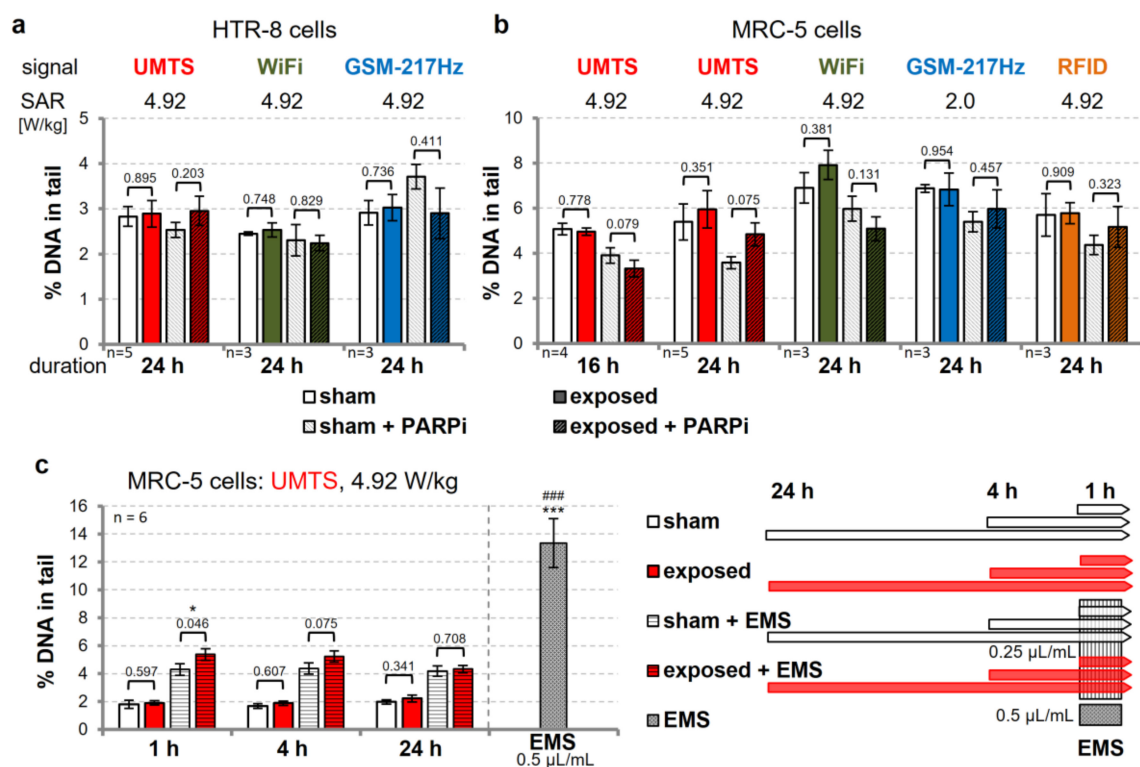 a HTR-8 cells
signal UMTS WiFi GSM-217Hz
SAR 4.92 4.92 4.92
[W/kg]
% DNA in tail
5
4
3
2
1
0
0.895 0.203 0.748 0.829 0.736 0.411
n=5 n=3 n=3
duration 24 h 24 h 24 h
b MRC-5 cells
UMTS UMTS WiFi GSM-217Hz RFID
4.92 4.92 4.92 2.0 4.92
% DNA in tail
10
8
6
4
2
0
0.778 0.079 0.351 0.075 0.381 0.131 0.954 0.457 0.909 0.323
n=4 n=5 n=3 n=3 n=3
16 h 24 h 24 h 24 h 24 h
sham exposed
sham + PARPi exposed + PARPi
c MRC-5 cells: UMTS, 4.92 W/kg
% DNA in tail
16
14
12
10
8
6
4
2
0
n = 6
###
***
*
0.597 0.046 0.607 0.075 0.341 0.708
1 h 4 h 24 h EMS
0.5 µL/mL
24 h 4 h 1 h
sham
exposed
sham + EMS
0.25 µL/mL
exposed + EMS
EMS
0.5 µL/mL
EMS